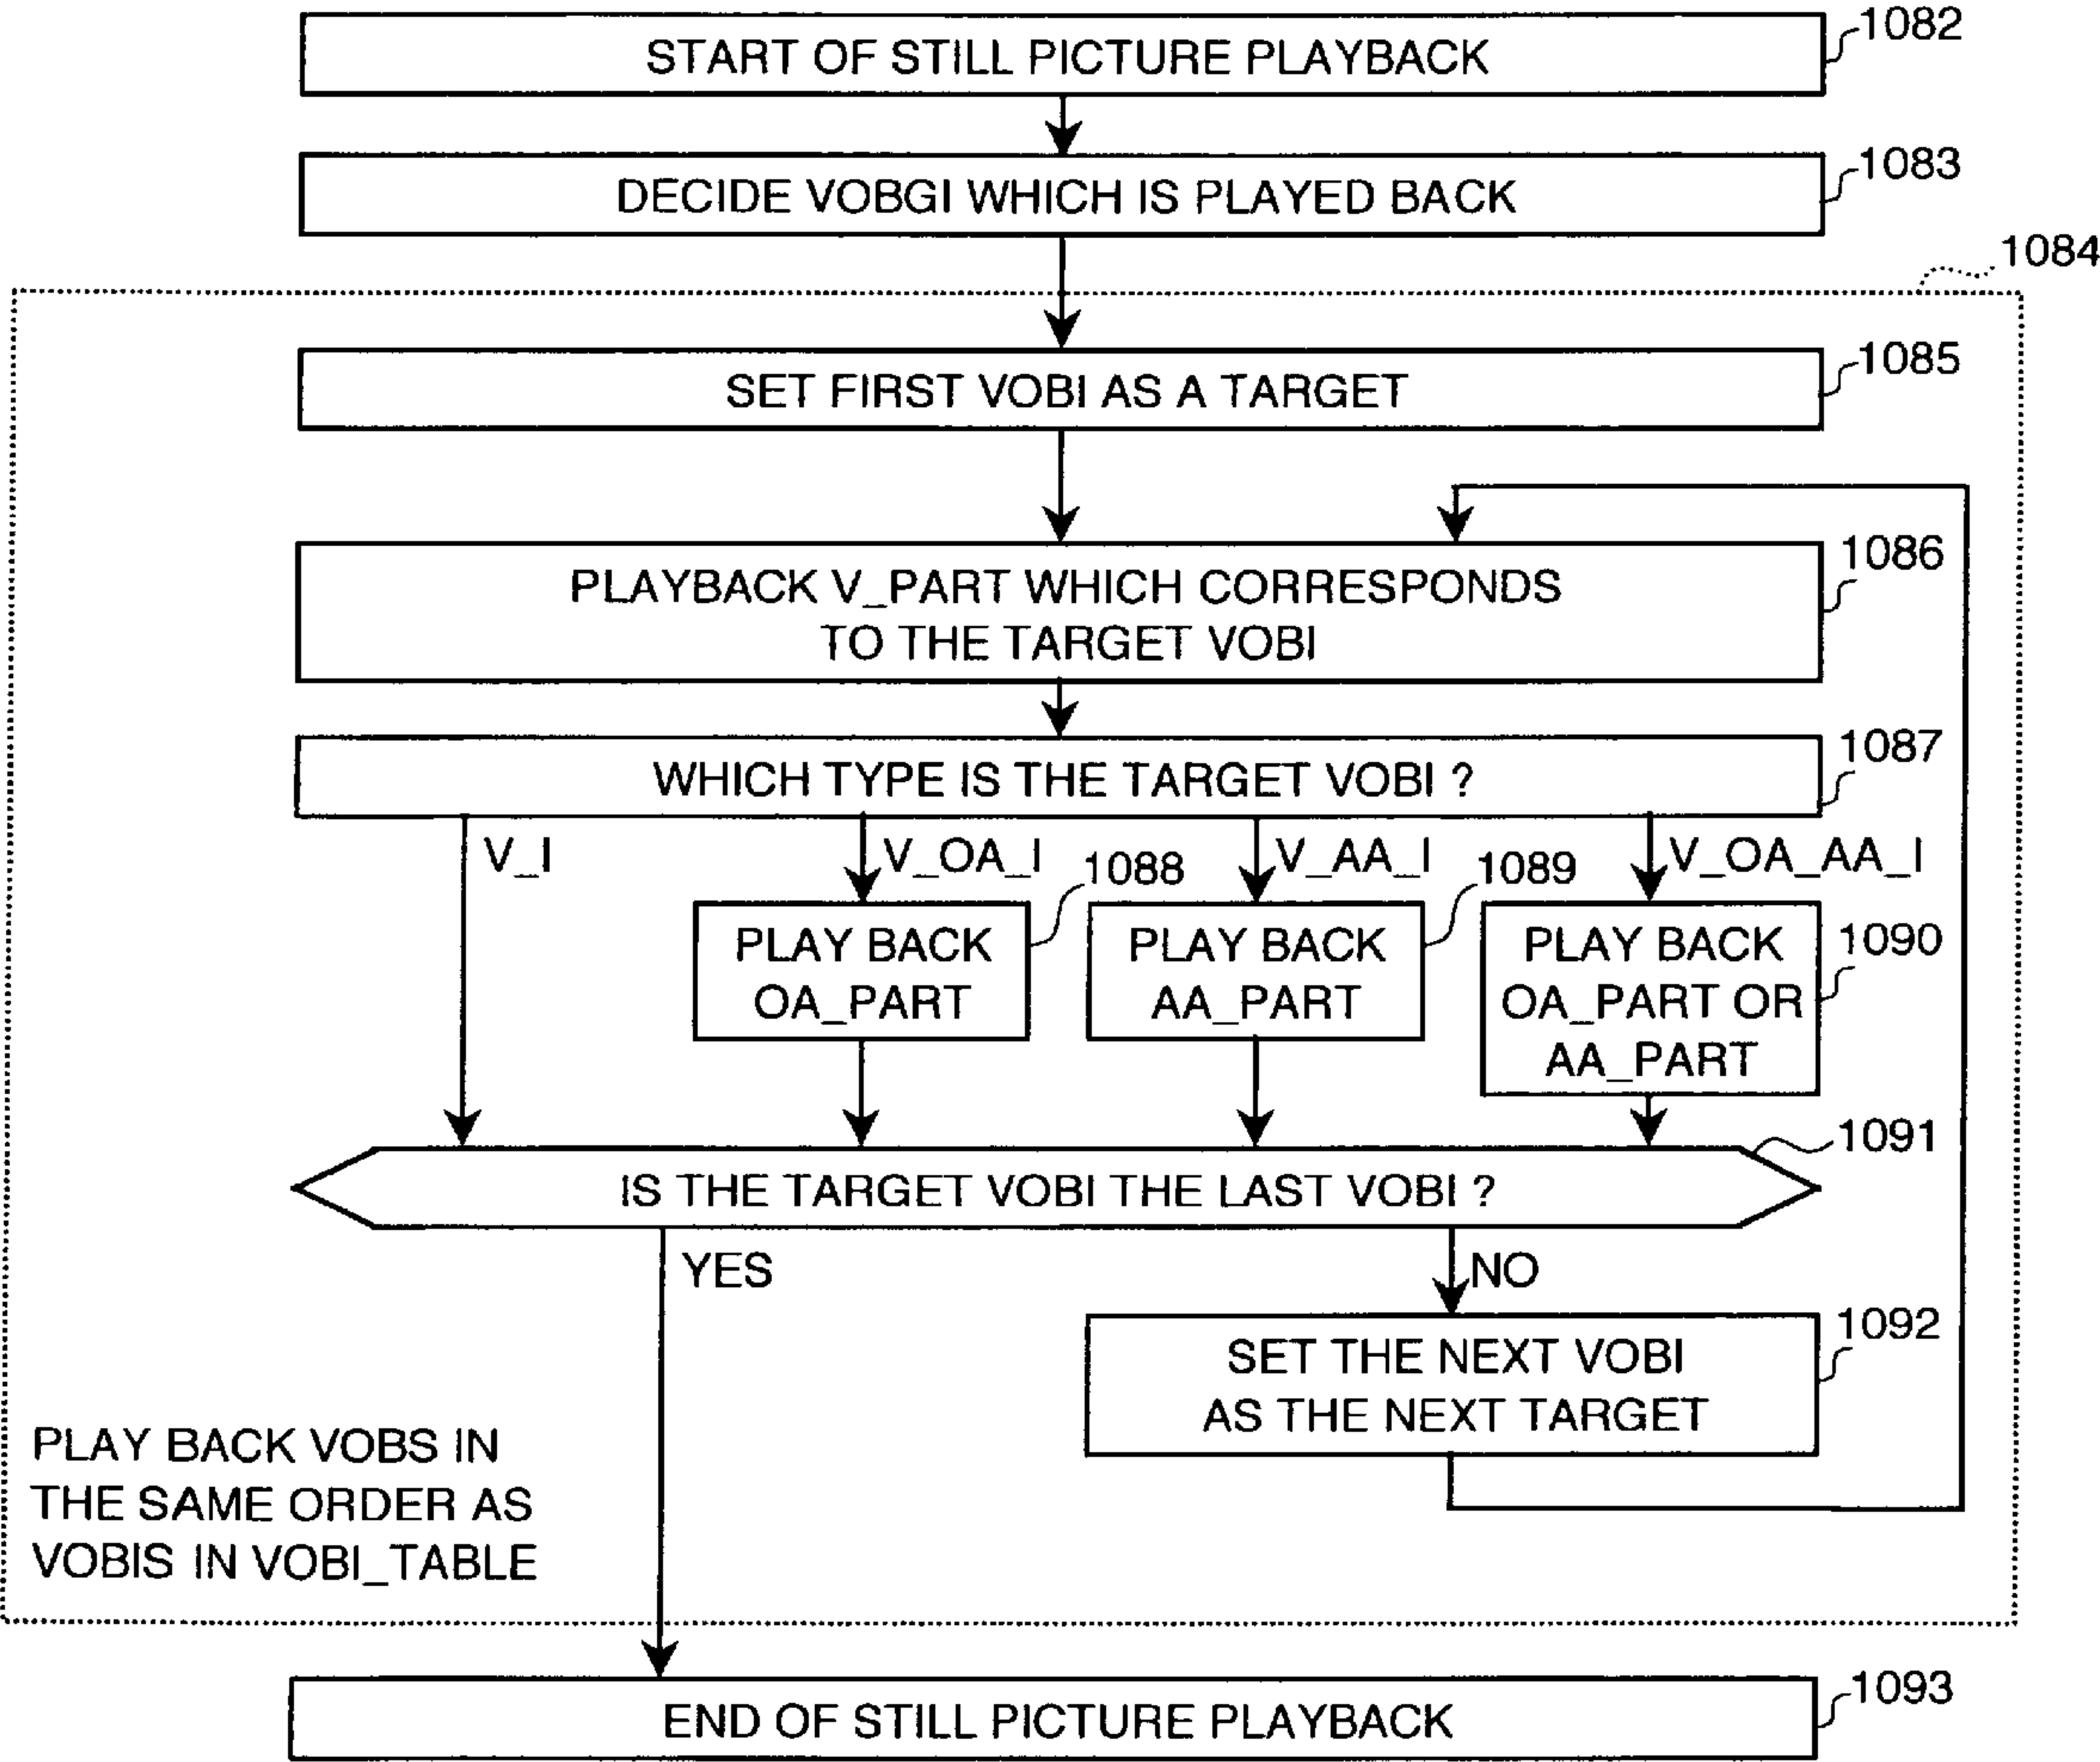 START OF STILL PICTURE PLAYBACK
1082
DECIDE VOBGI WHICH IS PLAYED BACK
1083
1084
SET FIRST VOBI AS A TARGET
1085
PLAYBACK V_PART WHICH CORRESPONDS
TO THE TARGET VOBI
1086
WHICH TYPE IS THE TARGET VOBI ?
1087
V_I
V_OA_I
1088
V_AA_I
1089
V_OA_AA_I
PLAY BACK
OA_PART
PLAY BACK
AA_PART
PLAY BACK
OA_PART OR
AA_PART
1090
IS THE TARGET VOBI THE LAST VOBI ?
1091
YES
NO
SET THE NEXT VOBI
AS THE NEXT TARGET
1092
PLAY BACK VOBS IN
THE SAME ORDER AS
VOBIS IN VOBI_TABLE
END OF STILL PICTURE PLAYBACK
1093